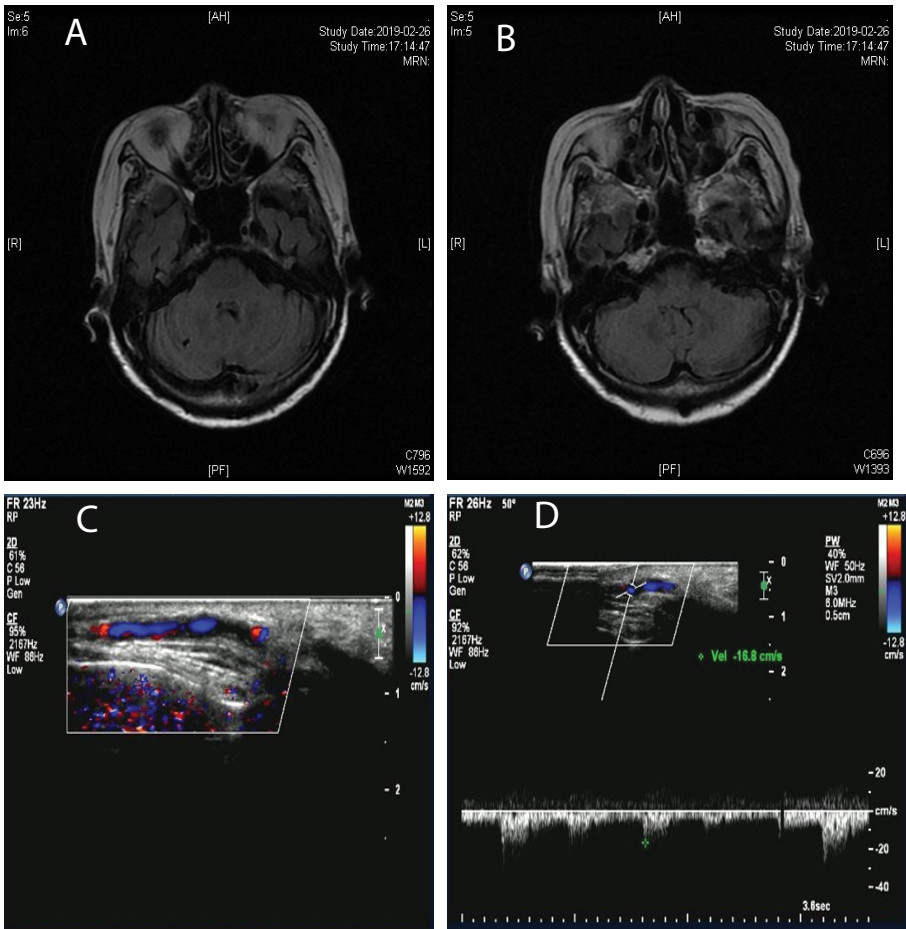 Se:5
Im:6
A
[AH]
.
Study Date:2019-02-26
Study Time:17:14:47
MRN:
[R]
[L]
[PF]
C796
W1592
Se:5
Im:5
B
[AH]
.
Study Date:2019-02-26
Study Time:17:14:47
MRN:
[R]
[L]
[PF]
C696
W1393
FR 23Hz
RP
C
M2 M3
+12.8
2D
61%
C 56
P Low
Gen
CF
95%
2167Hz
WF 86Hz
Low
P
0
X
-12.8
cm/s
1
2
FR 26Hz 50°
RP
D
M2 M3
+12.8
2D
62%
C 56
P Low
Gen
CF
92%
2167Hz
WF 86Hz
Low
PW
40%
WF 50Hz
SV2.0mm
M3
6.0MHz
0.5cm
P
0
X
1
-12.8
cm/s
Vel -16.8 cm/s
2
20
cm/s
-20
-40
3.6sec